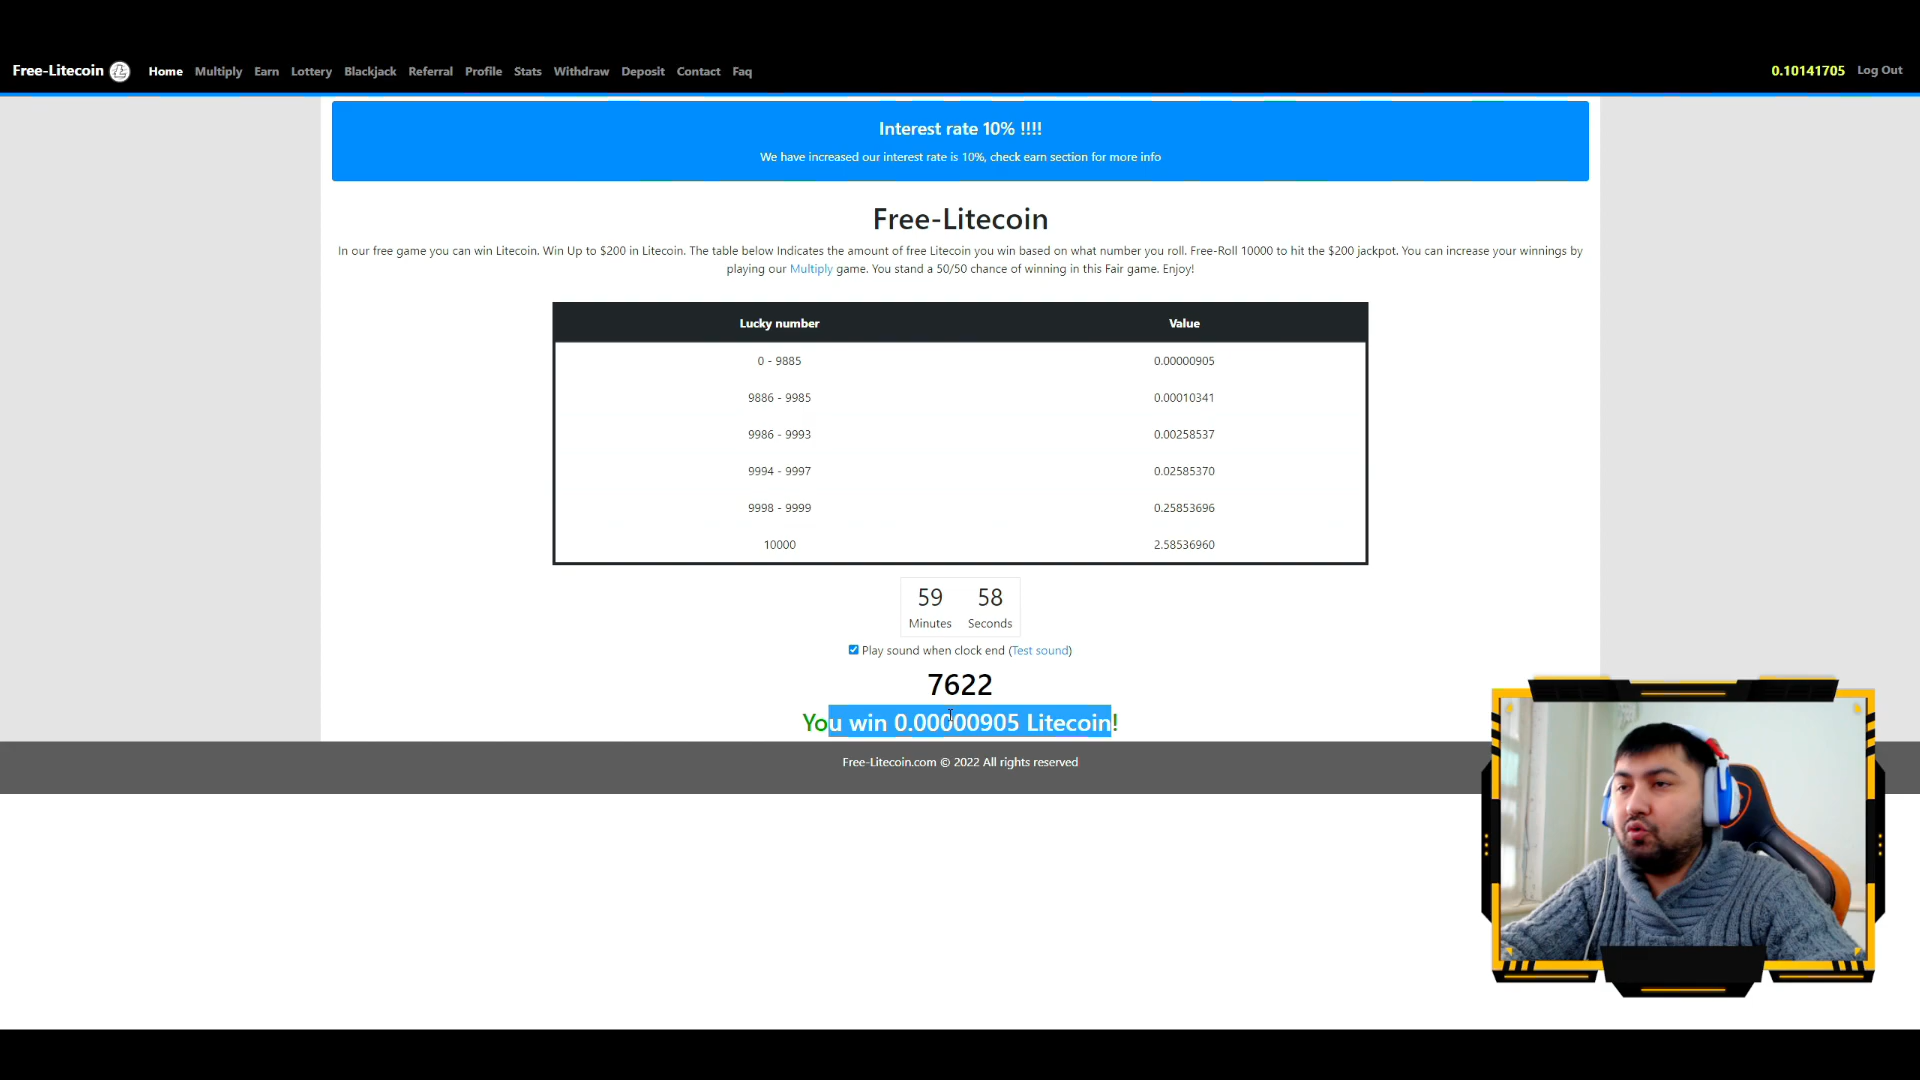 Free-Litecoin Home Multiply Earn Lottery Blackjack Referral Profile Stats Withdraw Deposit Contact Faq 0.10141705 Log Out
Interest rate 10% !!!!
We have increased our interest rate is 10%, check earn section for more info
Free-Litecoin
In our free game you can win Litecoin. Win Up to $200 in Litecoin. The table below Indicates the amount of free Litecoin you win based on what number you roll. Free-Roll 10000 to hit the $200 jackpot. You can increase your winnings by
playing our Multiply game. You stand a 50/50 chance of winning in this Fair game. Enjoy!
Lucky number Value
0 - 9885 0.00000905
9886 - 9985 0.00010341
9986 - 9993 0.00258537
9994 - 9997 0.02585370
9998 - 9999 0.25853696
10000 2.58536960
59 58
Minutes Seconds
Play sound when clock end (Test sound)
7622
You win 0.00000905 Litecoin!
Free-Litecoin.com © 2022 All rights reserved